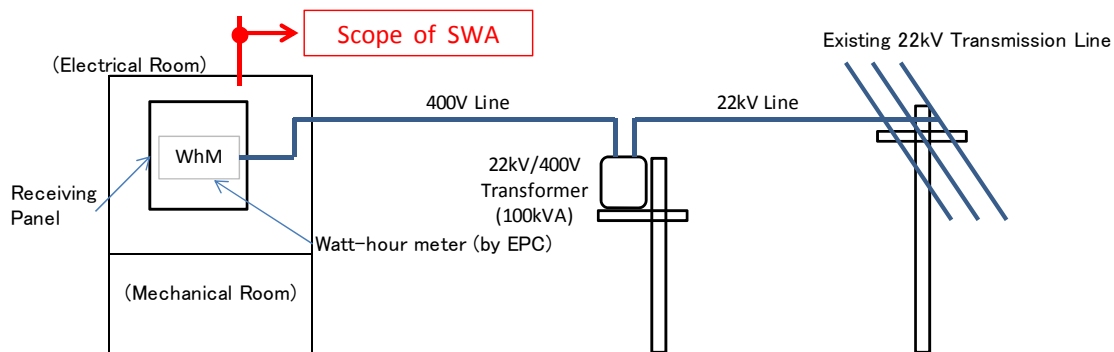 Scope of SWA
(Electrical Room)
Existing 22kV Transmission Line
400V Line
22kV Line
WhM
22kV/400V
Transformer
(100kVA)
Receiving
Panel
Watt-hour meter (by EPC)
(Mechanical Room)